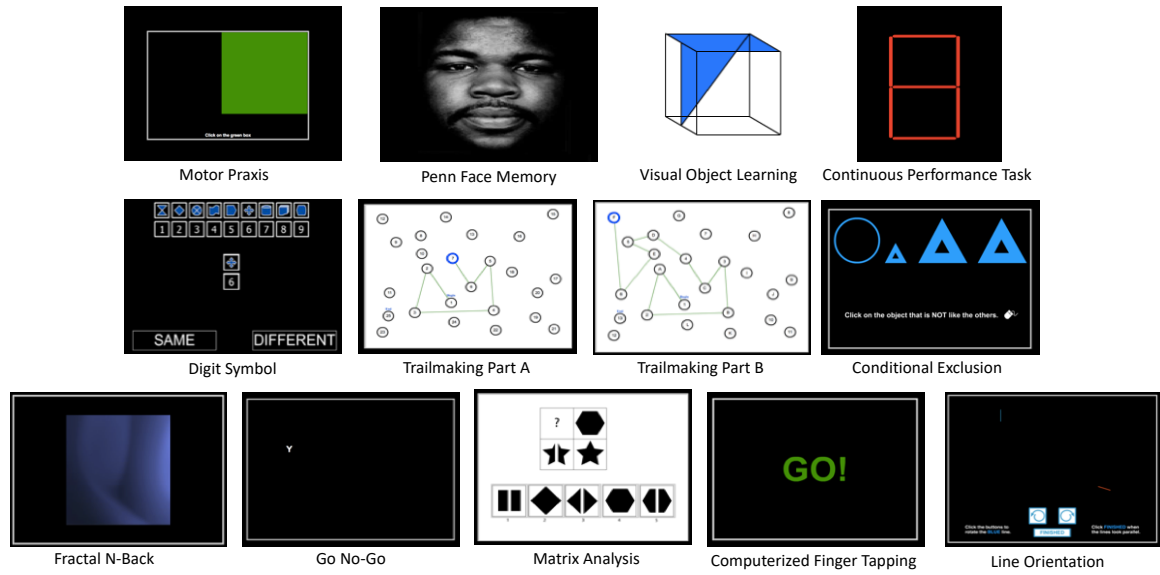 Click on the green box
Motor Praxis
Penn Face Memory
Visual Object Learning
Continuous Performance Task
1 2 3 4 5 6 7 8 9
6
SAME DIFFERENT
Digit Symbol
Trailmaking Part A
Trailmaking Part B
Click on the object that is NOT like the others.
Conditional Exclusion
Fractal N-Back
Y
Go No-Go
?
1 2 3 4 5
Matrix Analysis
GO!
Computerized Finger Tapping
Click the buttons to
rotate the BLUE line.
FINISHED
Click FINISHED when
the lines look parallel.
Line Orientation